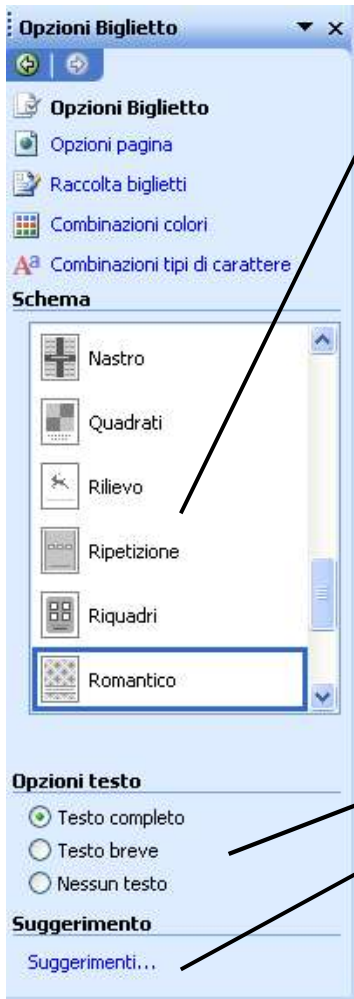 Opzioni Biglietto
Opzioni Biglietto
Opzioni pagina
Raccolta biglietti
Combinazioni colori
Aa Combinazioni tipi di carattere
Schema
Nastro
Quadrati
Rilievo
Ripetizione
Riquadri
Romantico
Opzioni testo
Testo completo
Testo breve
Nessun testo
Suggerimento
Suggerimenti...